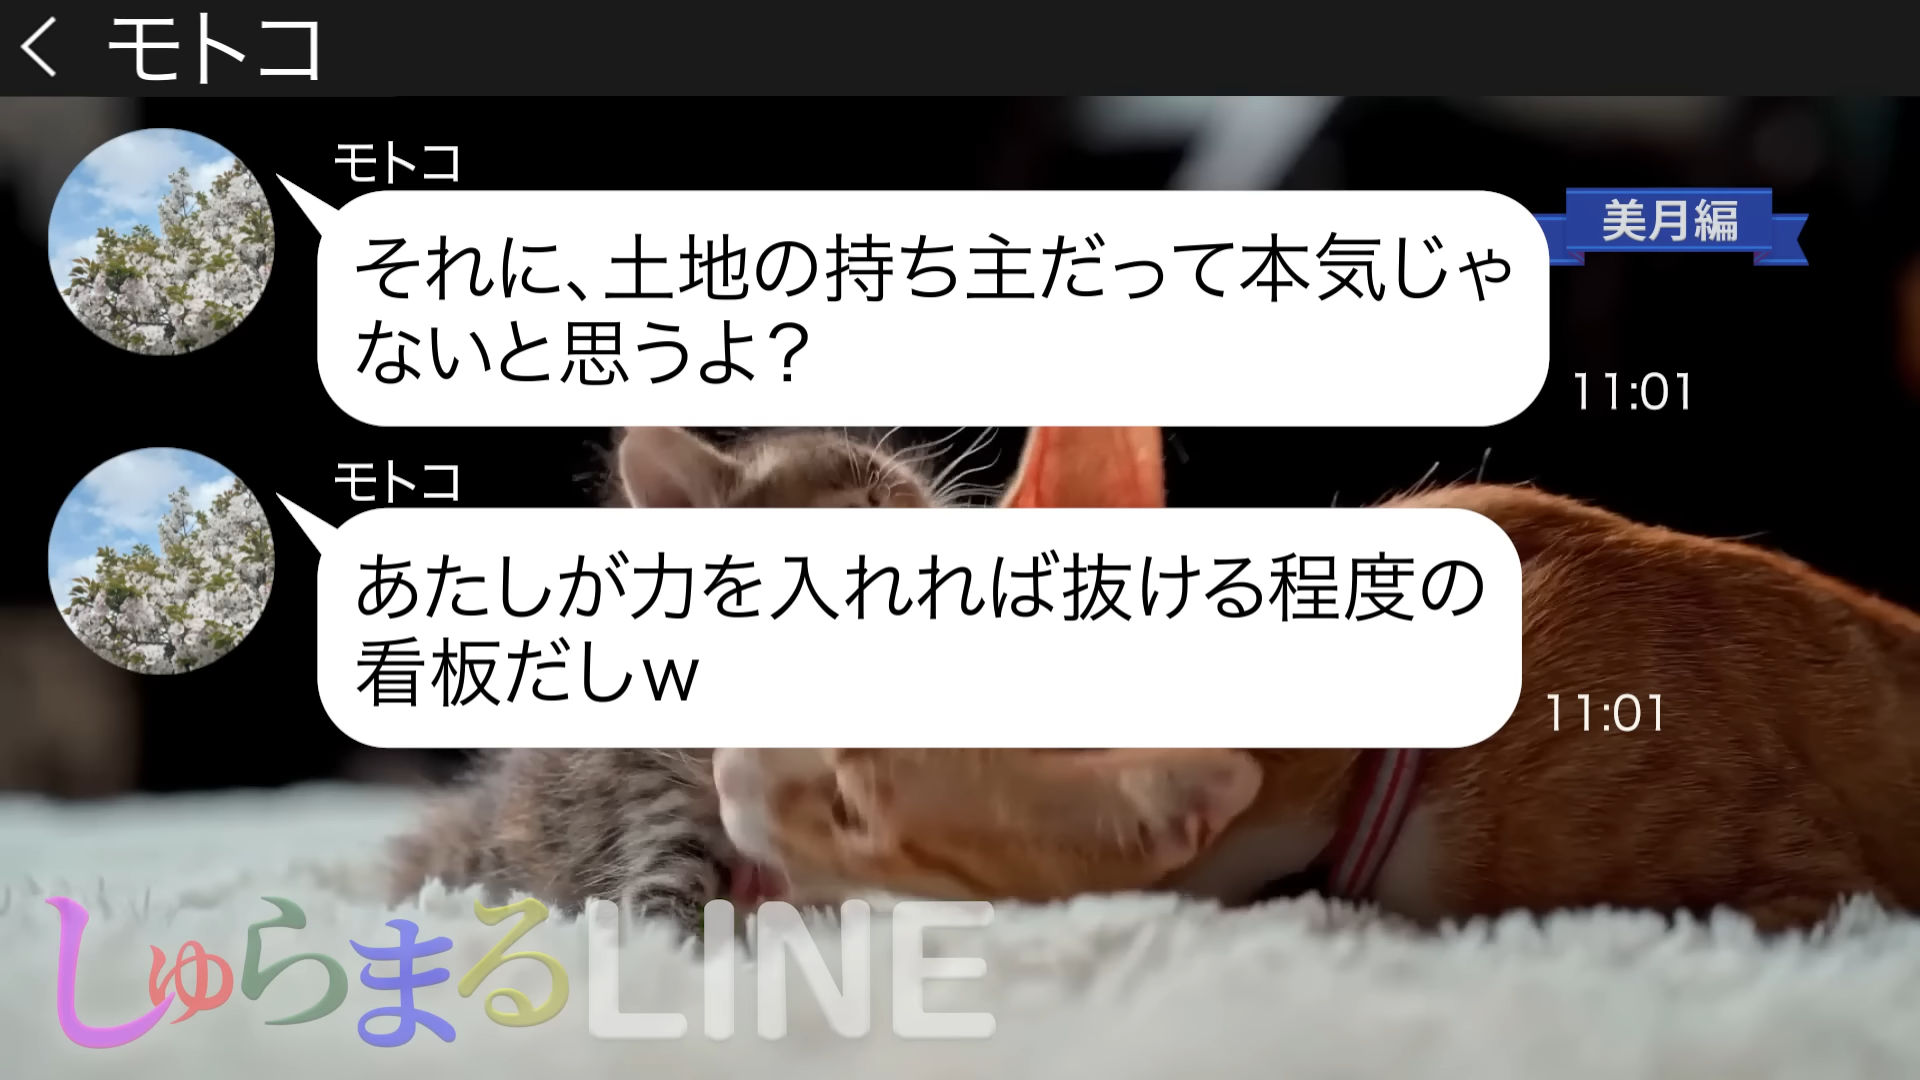 モトコ
モトコ
美月編
それに、土地の持ち主だって本気じゃ
ないと思うよ？
11:01
モトコ
あたしが力を入れれば抜ける程度の
看板だしw
11:01
しゅらまるLINE